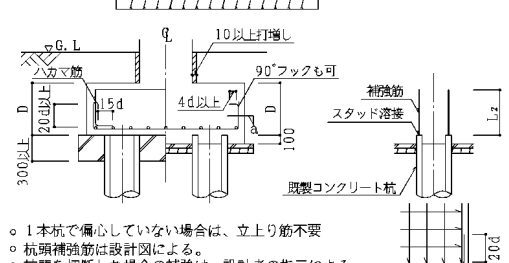 G.L
10以上打増し
ハカマ筋
90°フックも可
15d
4d以上
D
20d以上
300以上
D
a
100
補強筋
スタッド溶接
L2
既製コンクリート杭
20d
○ 1本杭で偏心していない場合は、立上り筋不要
○ 杭頭補強筋は設計図による。